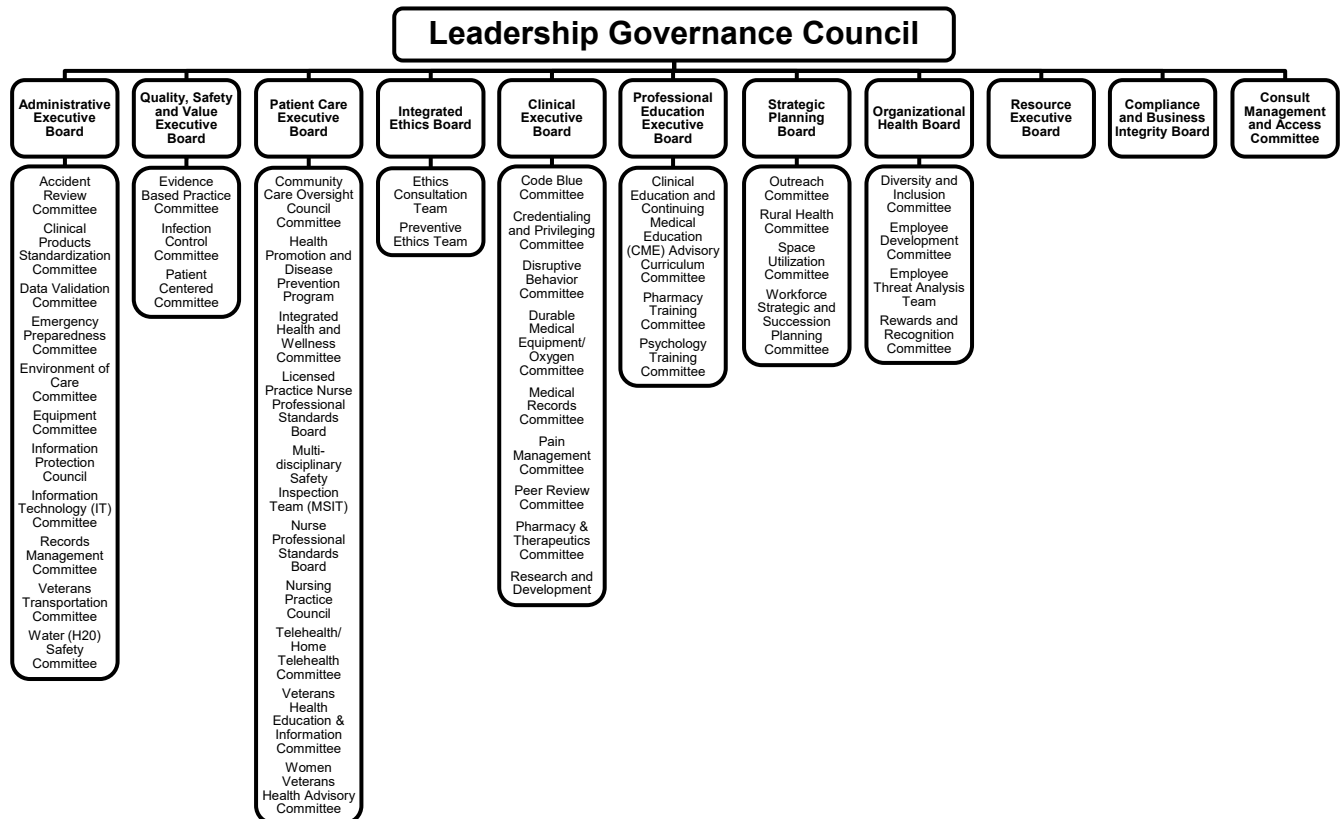 Leadership Governance Council
Administrative
Executive
Board
Quality, Safety
and Value
Executive
Board
Patient Care
Executive
Board
Integrated
Ethics Board
Clinical
Executive
Board
Professional
Education
Executive
Board
Strategic
Planning
Board
Organizational
Health Board
Resource
Executive
Board
Compliance
and Business
Integrity Board
Consult
Management
and Access
Committee
Accident
Review
Committee
Clinical
Products
Standardization
Committee
Data Validation
Committee
Emergency
Preparedness
Committee
Environment of
Care
Committee
Equipment
Committee
Information
Protection
Council
Information
Technology (IT)
Committee
Records
Management
Committee
Veterans
Transportation
Committee
Water (H20)
Safety
Committee
Evidence
Based Practice
Committee
Infection
Control
Committee
Patient
Centered
Committee
Community
Care Oversight
Council
Committee
Health
Promotion and
Disease
Prevention
Program
Integrated
Health and
Wellness
Committee
Licensed
Practice Nurse
Professional
Standards
Board
Multi-
disciplinary
Safety
Inspection
Team (MSIT)
Nurse
Professional
Standards
Board
Nursing
Practice
Council
Telehealth/
Home
Telehealth
Committee
Veterans
Health
Education &
Information
Committee
Women
Veterans
Health Advisory
Committee
Ethics
Consultation
Team
Preventive
Ethics Team
Code Blue
Committee
Credentialing
and Privileging
Committee
Disruptive
Behavior
Committee
Durable
Medical
Equipment/
Oxygen
Committee
Medical
Records
Committee
Pain
Management
Committee
Peer Review
Committee
Pharmacy &
Therapeutics
Committee
Research and
Development
Clinical
Education and
Continuing
Medical
Education
(CME) Advisory
Curriculum
Committee
Pharmacy
Training
Committee
Psychology
Training
Committee
Outreach
Committee
Rural Health
Committee
Space
Utilization
Committee
Workforce
Strategic and
Succession
Planning
Committee
Diversity and
Inclusion
Committee
Employee
Development
Committee
Employee
Threat Analysis
Team
Rewards and
Recognition
Committee